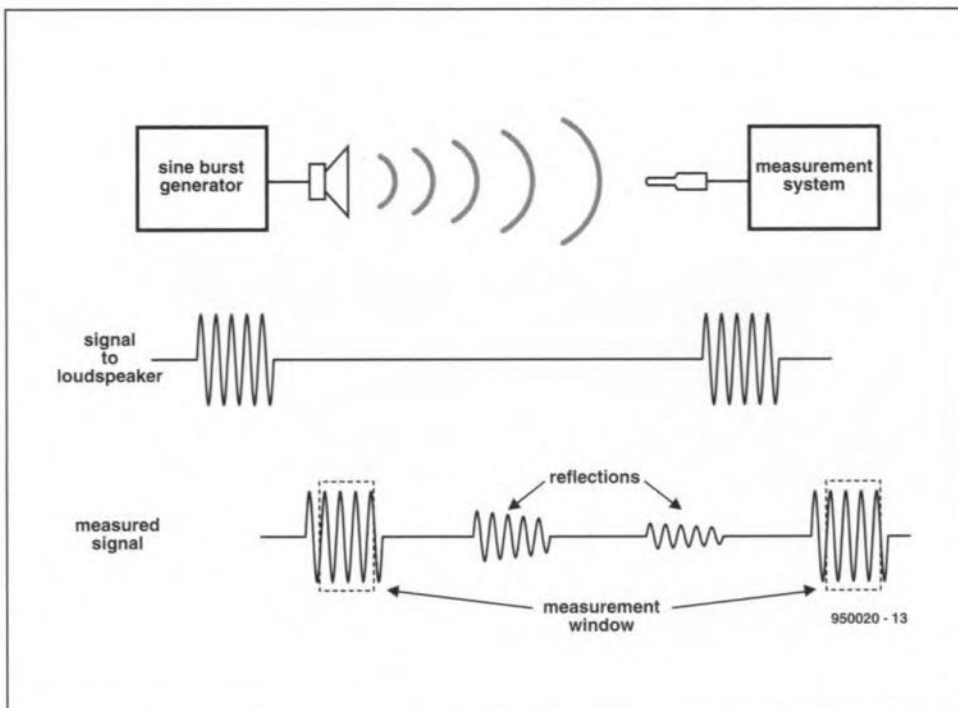 sine burst
generator
measurement
system
signal
to
loudspeaker
reflections
measured
signal
measurement
window
950020 - 13